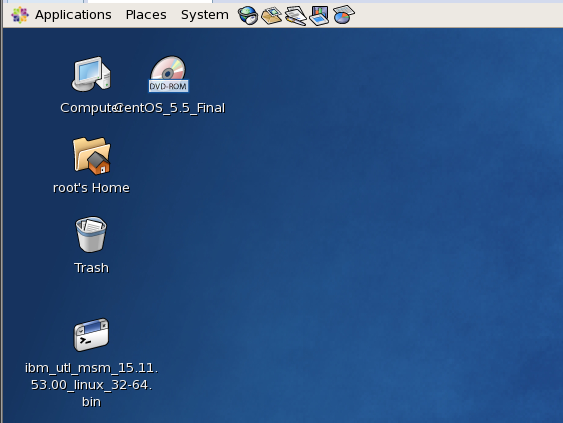 Applications Places System
Computer
CentOS_5.5_Final
DVD-ROM
root's Home
Trash
ibm_utl_msm_15.11.
53.00_linux_32-64.
bin